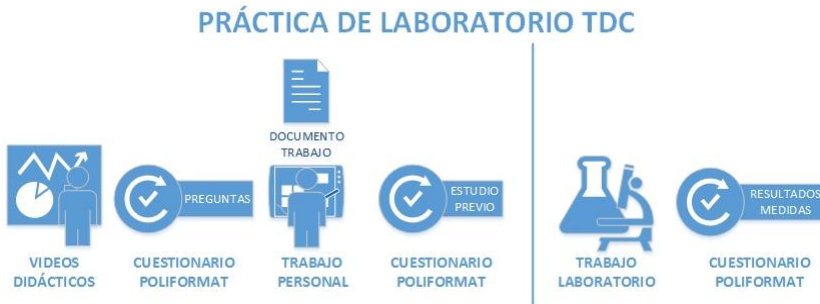 PRÁCTICA DE LABORATORIO TDC
DOCUMENTO
TRABAJO
PREGUNTAS
ESTUDIO
PREVIO
RESULTADOS
MEDIDAS
VIDEOS
DIDÁCTICOS
CUESTIONARIO
POLIFORMAT
TRABAJO
PERSONAL
CUESTIONARIO
POLIFORMAT
TRABAJO
LABORATORIO
CUESTIONARIO
POLIFORMAT